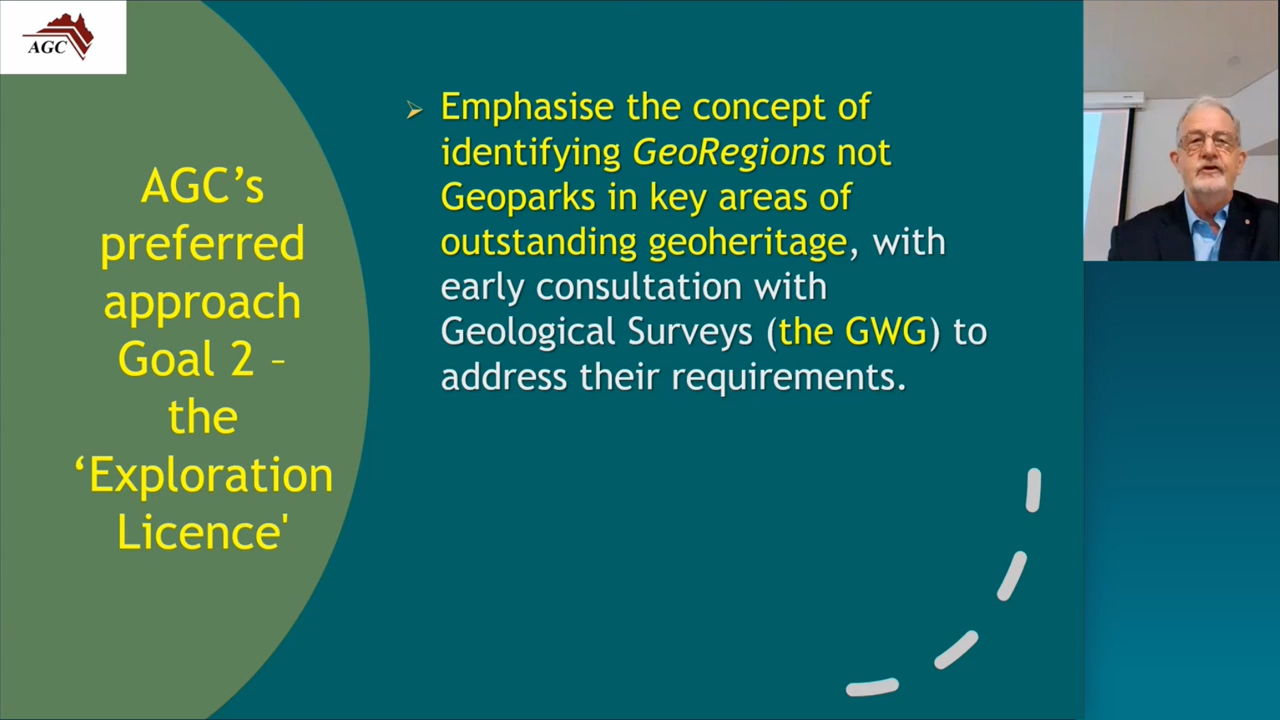 AGC
AGC’s
preferred
approach
Goal 2 –
the
‘Exploration
Licence'
➢ Emphasise the concept of
identifying GeoRegions not
Geoparks in key areas of
outstanding geoheritage, with
early consultation with
Geological Surveys (the GWG) to
address their requirements.